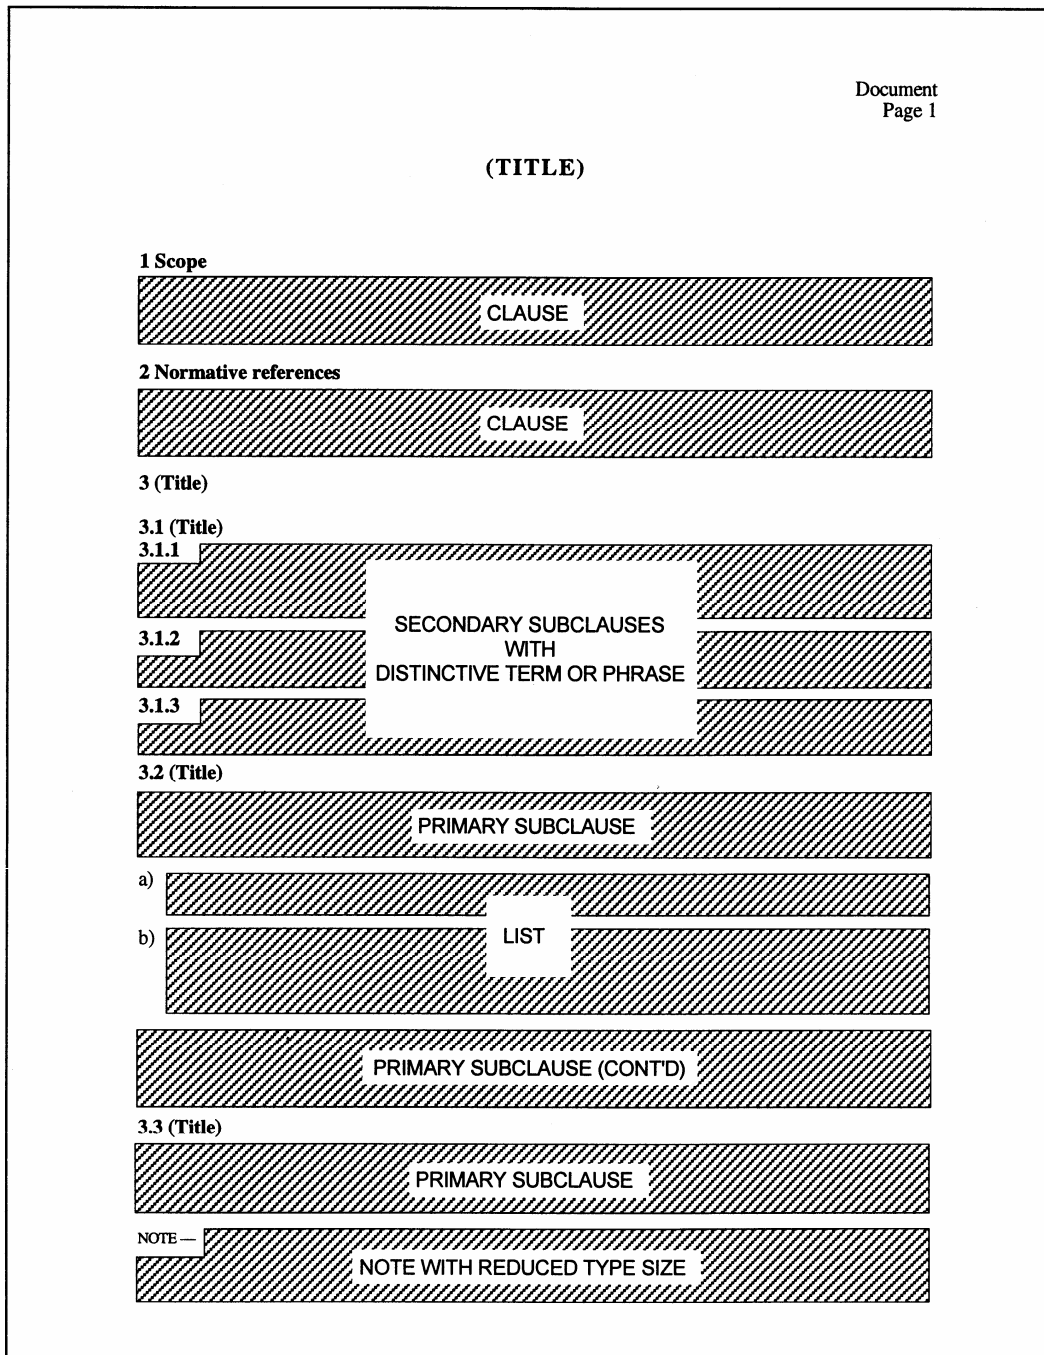 Document
Page 1
(TITLE)
1 Scope
CLAUSE
2 Normative references
CLAUSE
3 (Title)
3.1 (Title)
3.1.1
SECONDARY SUBCLAUSES
3.1.2
WITH
DISTINCTIVE TERM OR PHRASE
3.1.3
3.2 (Title)
PRIMARY SUBCLAUSE
a)
b)
LIST
PRIMARY SUBCLAUSE (CONT'D)
3.3 (Title)
PRIMARY SUBCLAUSE
NOTE —
NOTE WITH REDUCED TYPE SIZE